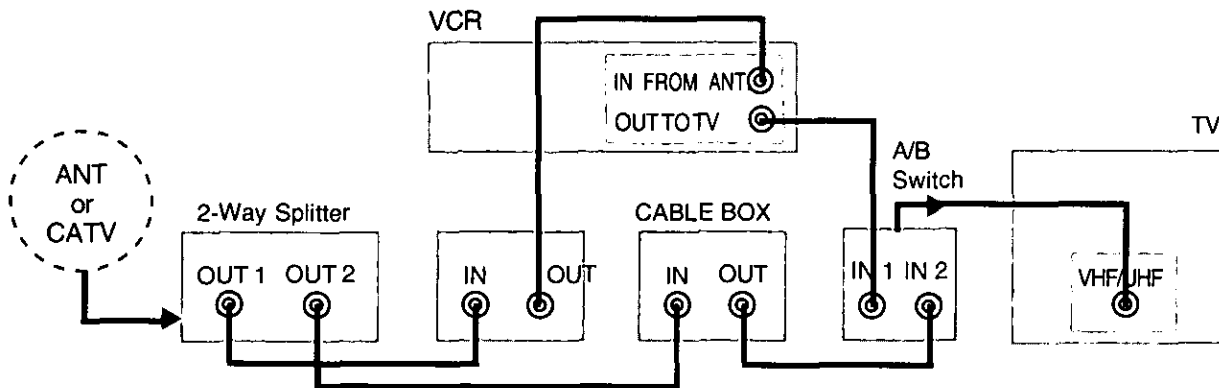 VCR
IN FROM ANT.
OUT TO TV
TV
A/B
Switch
ANT
or
CATV
2-Way Splitter
CABLE BOX
OUT 1 OUT 2
IN OUT
IN OUT
IN 1 IN 2
VHF/UHF